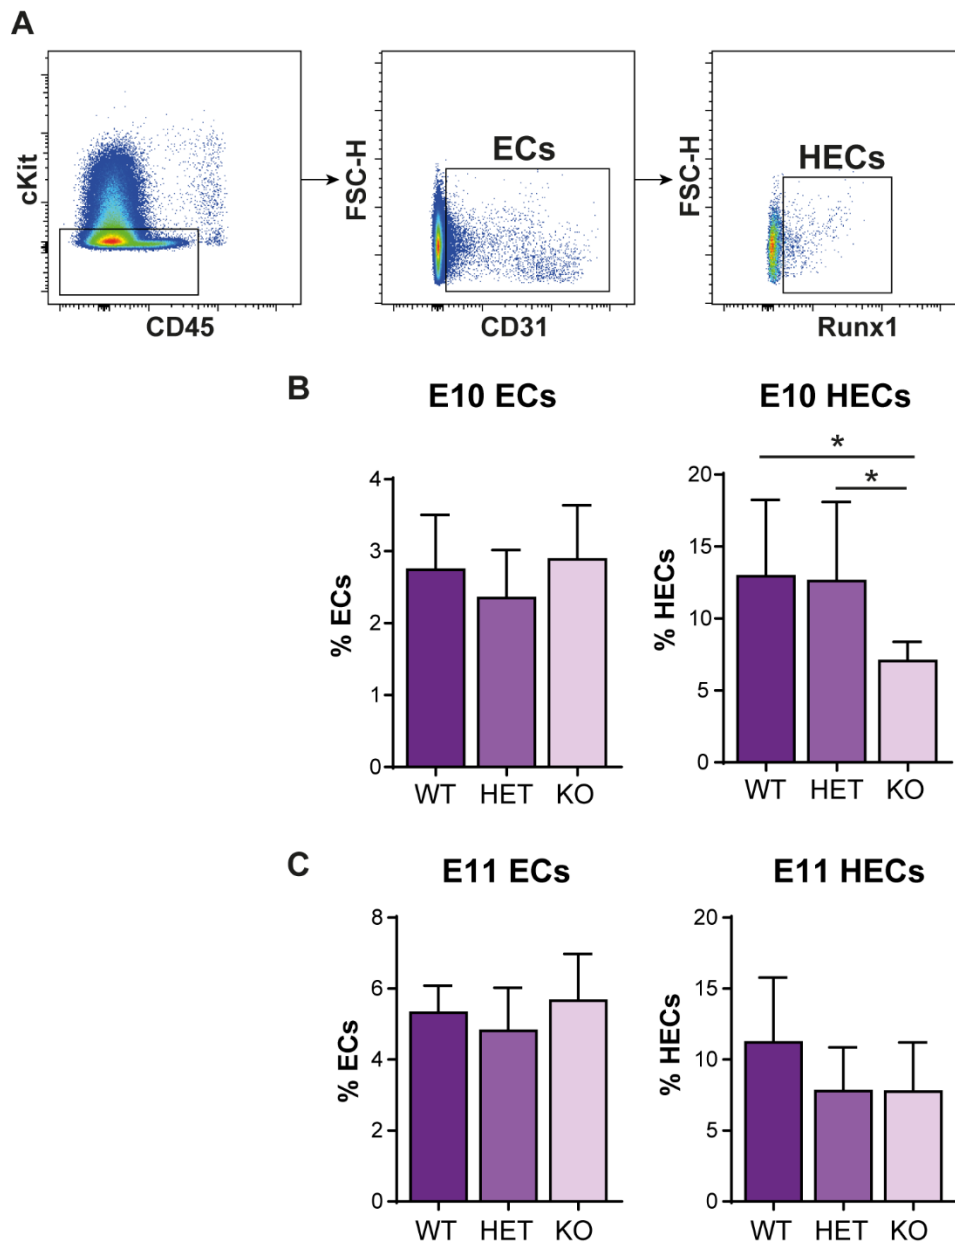 A
cKit
CD45
FSC-H
ECs
CD31
FSC-H
HECs
Runx1
B
E10 ECs
% ECs
4
3
2
1
0
WT HET KO
E10 HECs
% HECs
20
15
10
5
0
*
*
WT HET KO
C
E11 ECs
% ECs
8
6
4
2
0
WT HET KO
E11 HECs
% HECs
20
15
10
5
0
WT HET KO